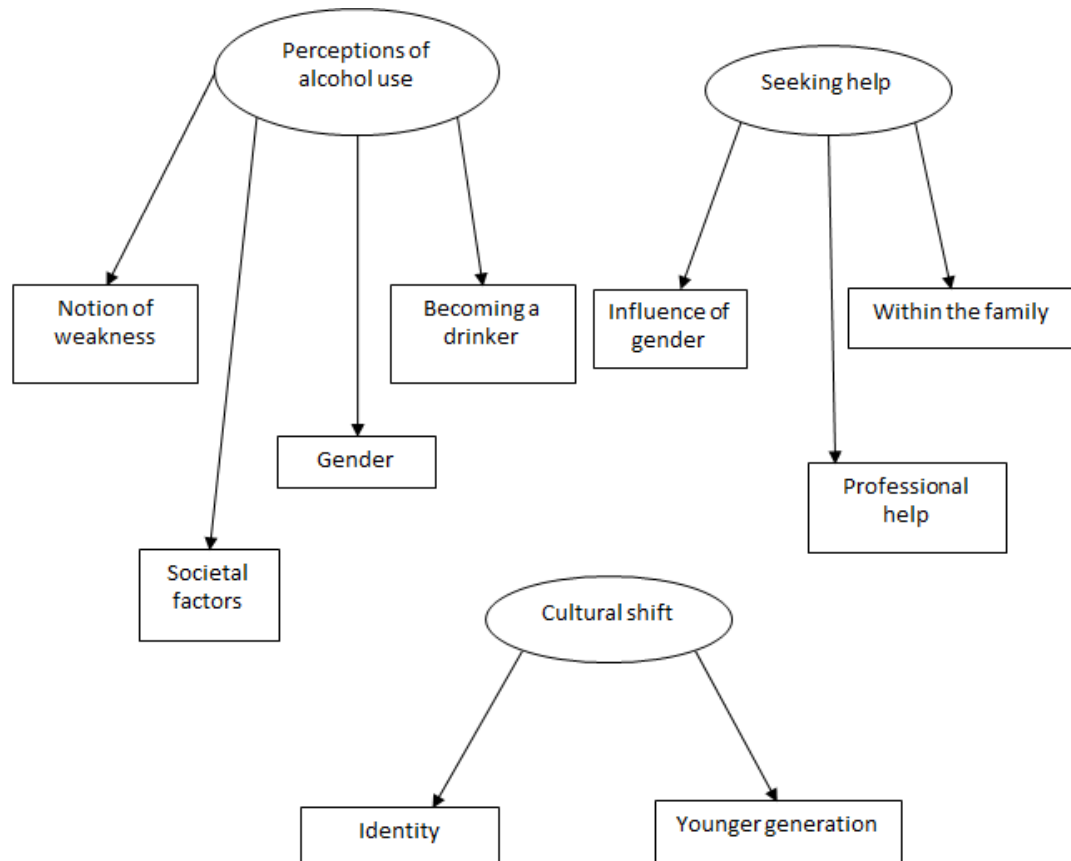 Perceptions of
alcohol use
Seeking help
Notion of
weakness
Becoming a
drinker
Influence of
gender
Within the family
Gender
Professional
help
Societal
factors
Cultural shift
Identity
Younger generation